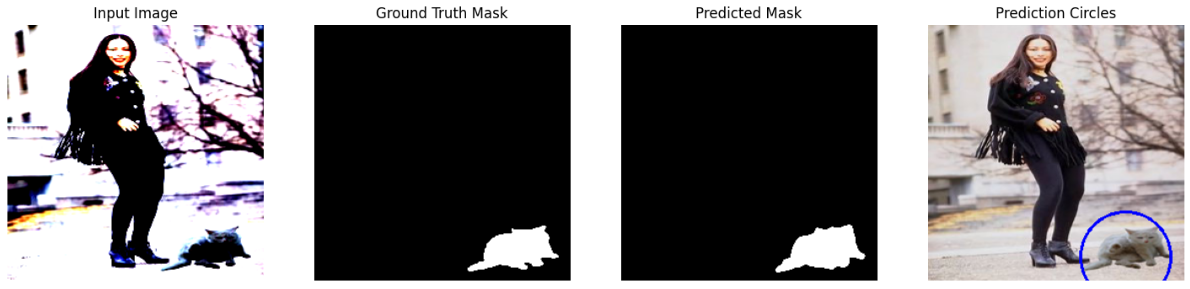 Input Image
Ground Truth Mask
Predicted Mask
Prediction Circles